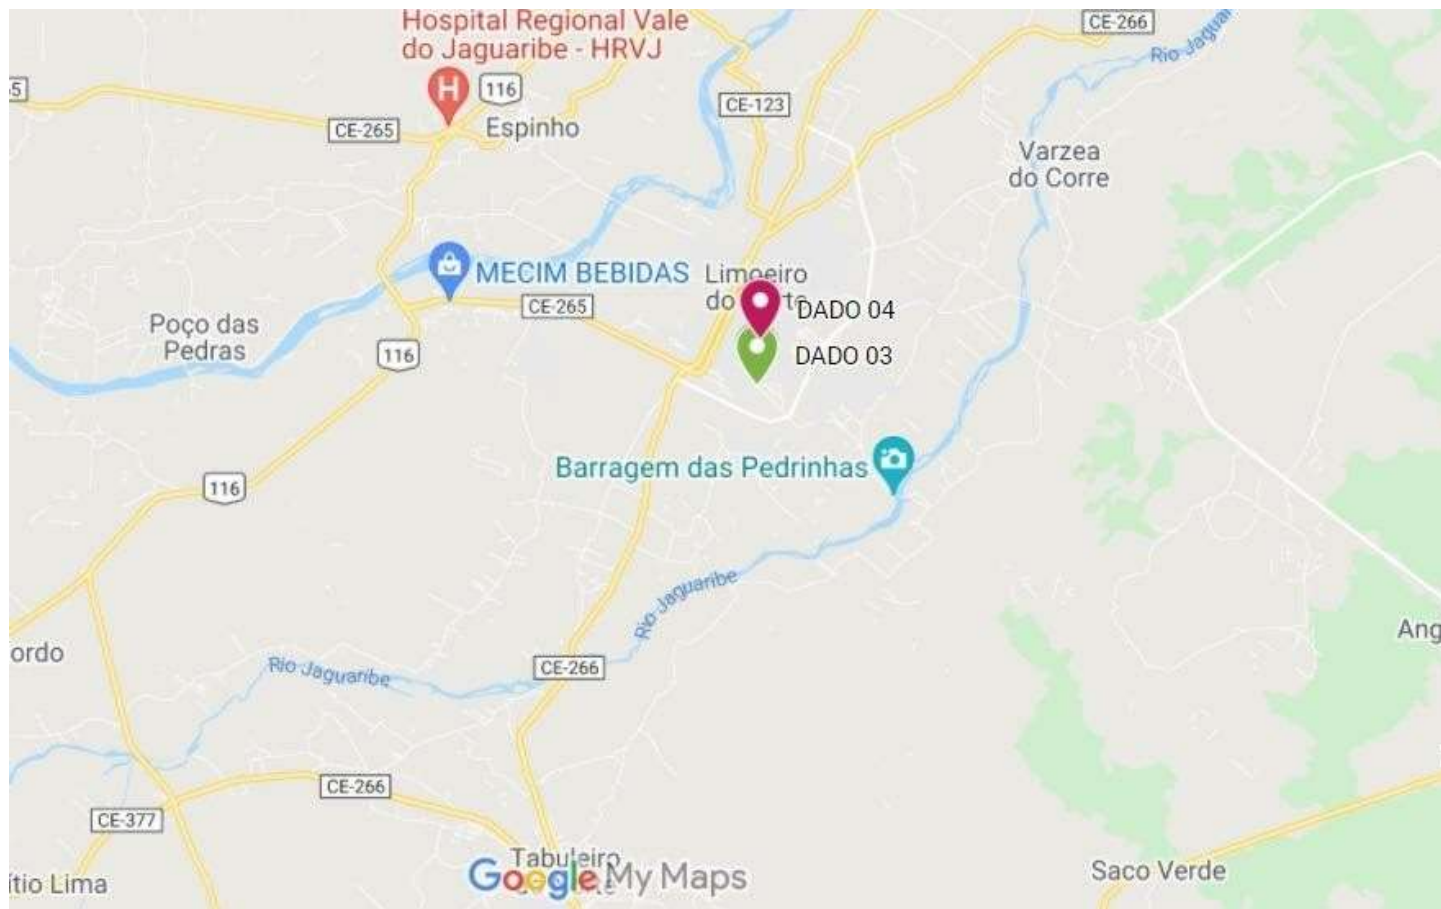 Hospital Regional Vale
do Jaguaribe - HRVJ
CE-266
Rio Jaguar
116
CE-123
CE-265
Espinho
Varzea
do Corre
MECIM BEBIDAS
Limoeiro
do
CE-265
DADO 04
Poço das
Pedras
116
DADO 03
Barragem das Pedrinhas
116
Rio Jaguaribe
Ang
ordo
Rio Jaguaribe
CE-266
CE-266
CE-377
Tabuleiro
Google My Maps
Saco Verde
ítio Lima